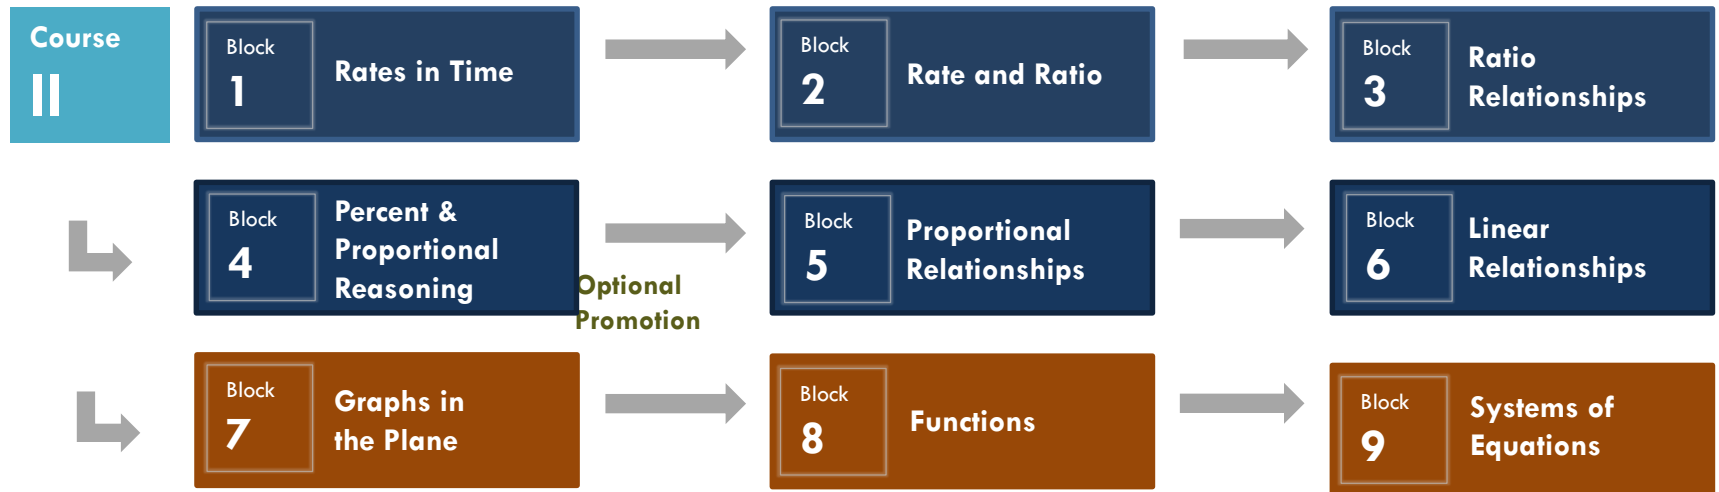 Course
II
Block
1
Rates in Time
Block
2
Rate and Ratio
Block
3
Ratio
Relationships
Block
4
Percent &
Proportional
Reasoning
Optional
Promotion
Block
5
Proportional
Relationships
Block
6
Linear
Relationships
Block
7
Graphs in
the Plane
Block
8
Functions
Block
9
Systems of
Equations